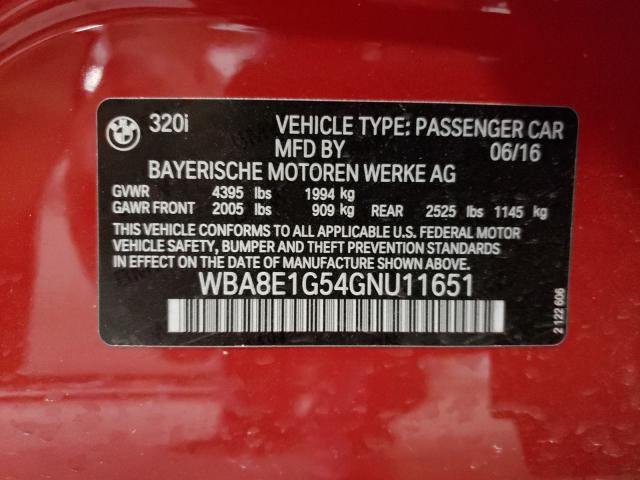 320i VEHICLE TYPE: PASSENGER CAR
MFD BY 06/16
BAYERISCHE MOTOREN WERKE AG
GVWR 4395 lbs 1994 kg
GAWR FRONT 2005 lbs 909 kg REAR 2525 lbs 1145 kg
THIS VEHICLE CONFORMS TO ALL APPLICABLE U.S. FEDERAL MOTOR
VEHICLE SAFETY, BUMPER AND THEFT PREVENTION STANDARDS
IN EFFECT ON THE DATE OF MANUFACTURE SHOWN ABOVE.
WBA8E1G54GNU11651
2 122 606